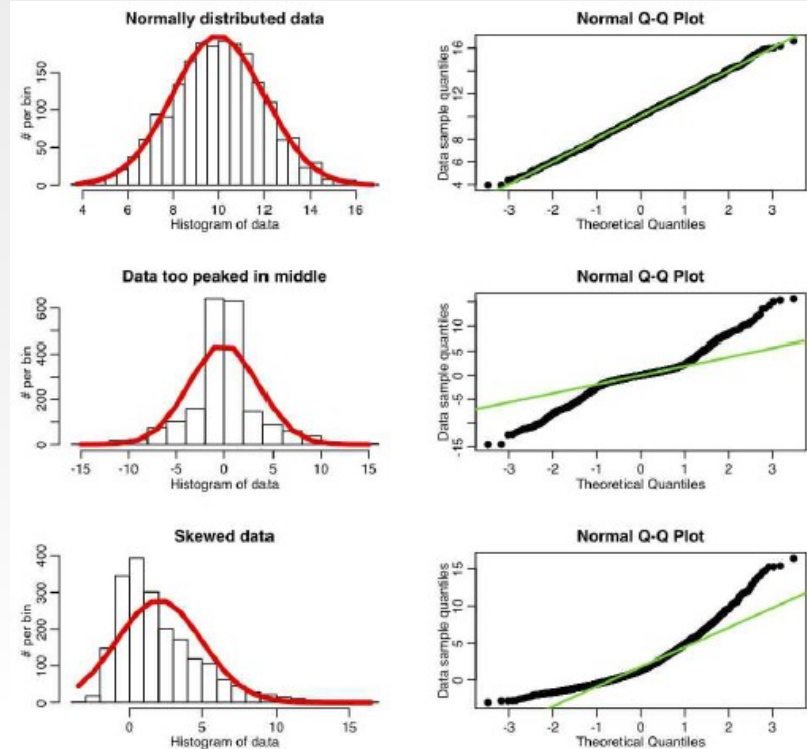 Normally distributed data
# per bin
150
100
50
0
4 6 8 10 12 14 16
Histogram of data
Normal Q-Q Plot
Data sample quantiles
16
12
8
6
4
-3 -2 -1 0 1 2 3
Theoretical Quantiles
Data too peaked in middle
# per bin
600
400
200
0
-15 -10 -5 0 5 10 15
Histogram of data
Normal Q-Q Plot
Data sample quantiles
10
5
0
-5
-15
-3 -2 -1 0 1 2 3
Theoretical Quantiles
Skewed data
# per bin
400
300
200
100
0
0 5 10 15
Histogram of data
Normal Q-Q Plot
Data sample quantiles
15
10
5
0
-3 -2 -1 0 1 2 3
Theoretical Quantiles